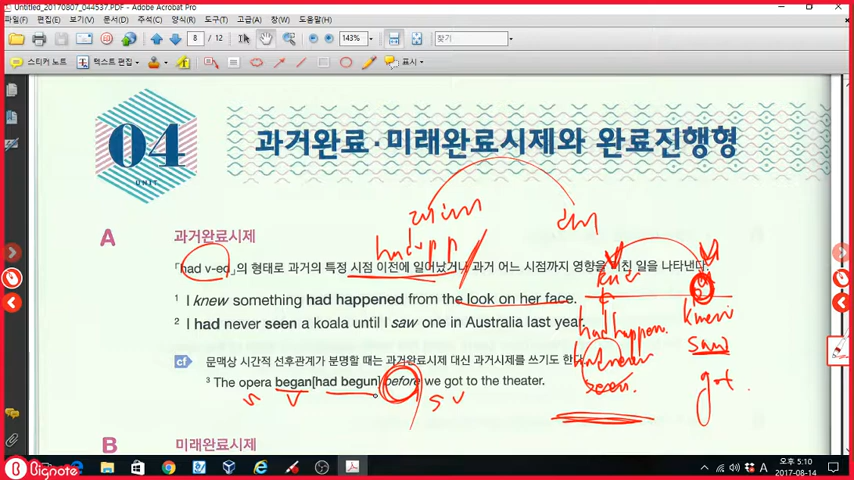 Untitled_20170807_044537.PDF - Adobe Acrobat Pro
파일(F) 편집(E) 보기(V) 문서(D) 주석(C) 양식(R) 도구(T) 고급(A) 창(W) 도움말(H)
8 / 12 143% 찾기
스티커 노트 텍스트 편집 표시
04
UNIT
과거완료·미래완료시제와 완료진행형
had pp
A 과거완료시제
「had v-ed」의 형태로 과거의 특정 시점 이전에 일어났거나 과거 어느 시점까지 영향을 미친 일을 나타낸다.
1 I knew something had happened from the look on her face.
knew
2 I had never seen a koala until I saw one in Australia last year.
had happen.
saw
cf 문맥상 시간적 선후관계가 분명할 때는 과거완료시제 대신 과거시제를 쓰기도 한다
had never
seen.
3 The opera began[had begun] before we got to the theater.
got
S V S V
B 미래완료시제
Bignote
A 오후 5:10
2017-08-14